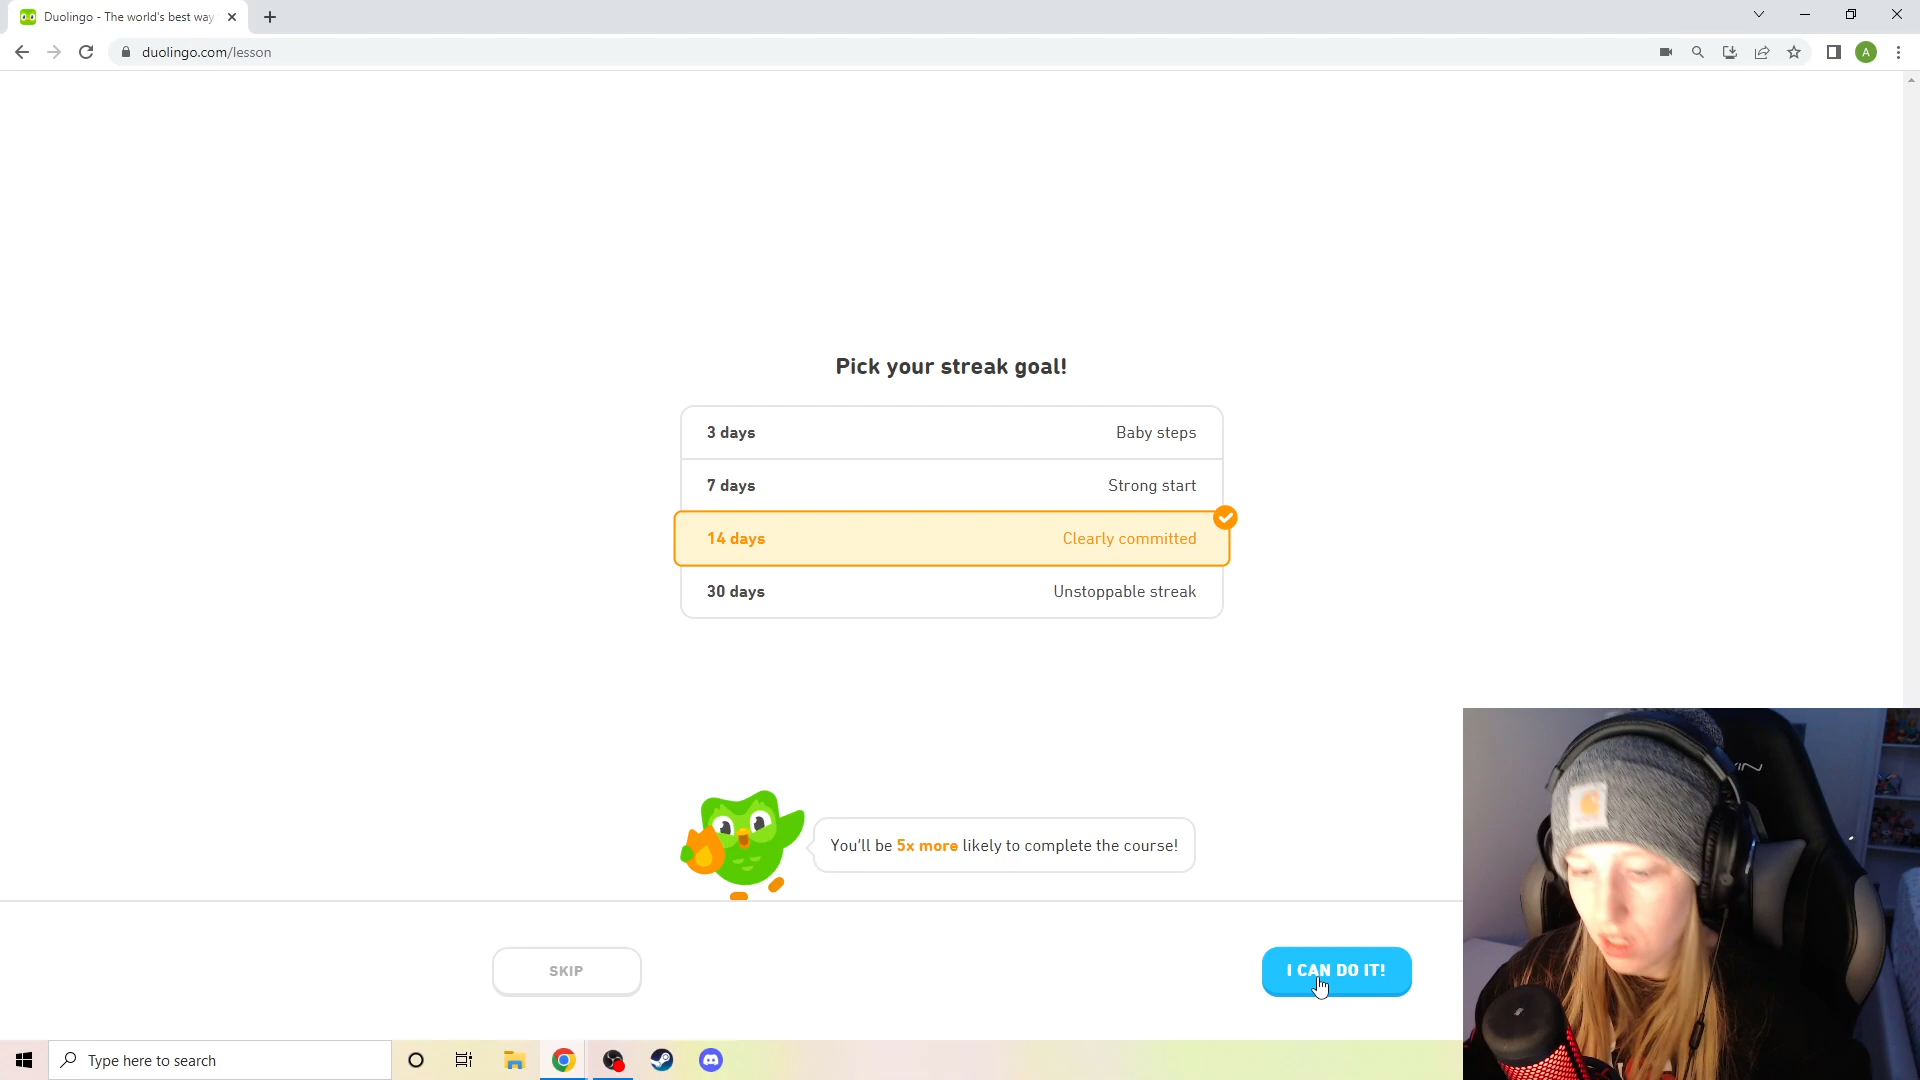 Duolingo - The world's best way
duolingo.com/lesson
A
Pick your streak goal!
3 days Baby steps
7 days Strong start
14 days Clearly committed
30 days Unstoppable streak
You'll be 5x more likely to complete the course!
SKIP
I CAN DO IT!
Type here to search